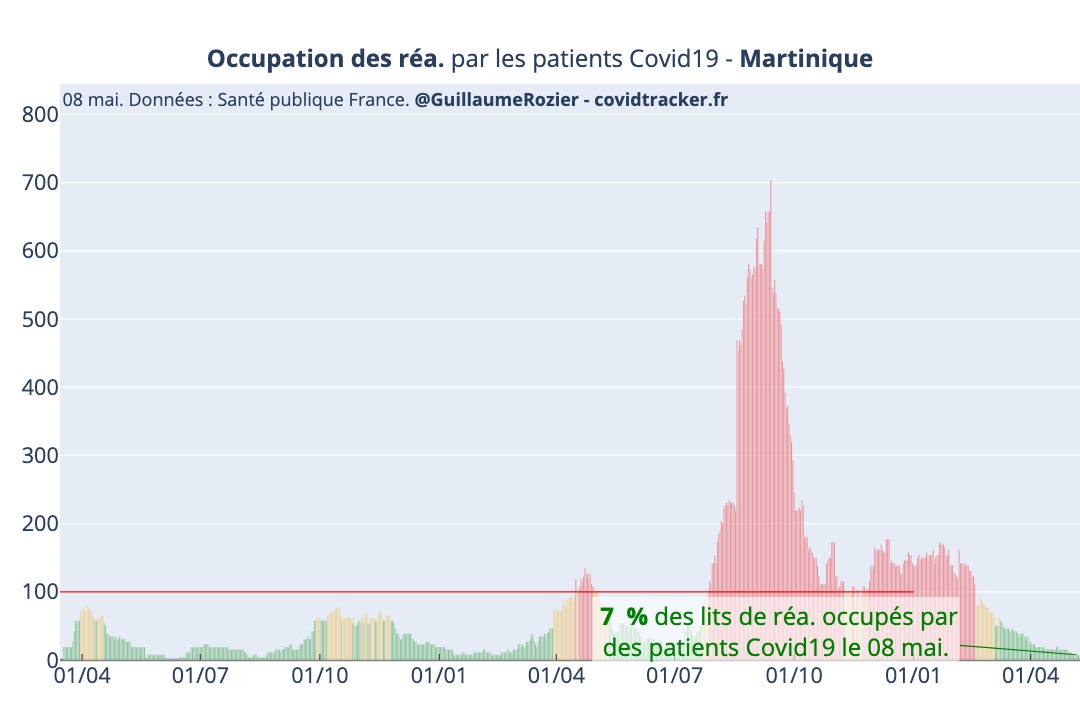 Occupation des réa. par les patients Covid19 - Martinique
08 mai. Données : Santé publique France. @GuillaumeRozier - covidtracker.fr
800
700
600
500
400
300
200
100
0
7 % des lits de réa. occupés par
des patients Covid19 le 08 mai.
01/04 01/07 01/10 01/01 01/04 01/07 01/10 01/01 01/04